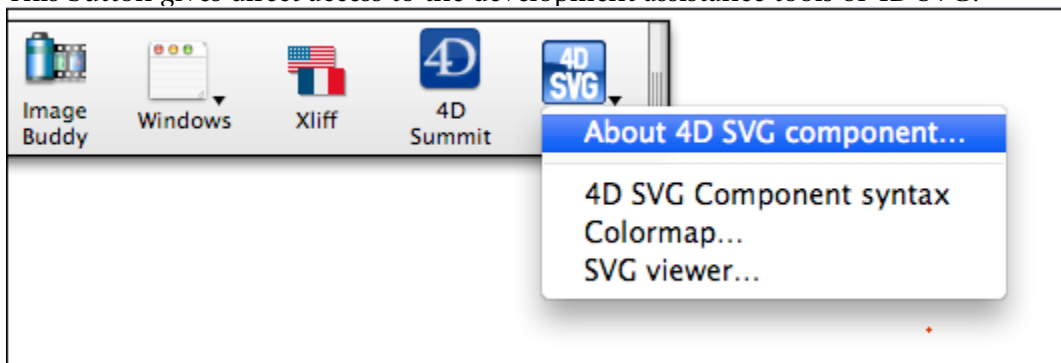 This button gives direct access to the development assistance tools of 4D SVG:
4D
4D
SVG
Image
Buddy
Windows
Xliff
4D
Summit
About 4D SVG component...
4D SVG Component syntax
Colormap...
SVG viewer...